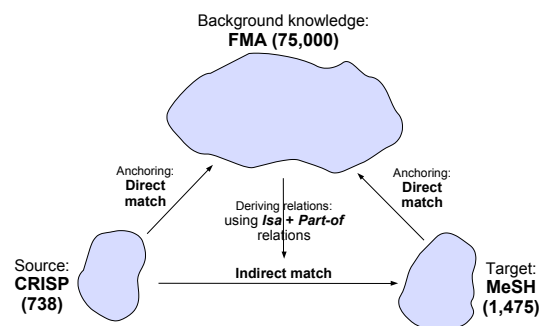 Background knowledge:
FMA (75,000)
Anchoring:
Direct
match
Anchoring:
Direct
match
Deriving relations:
using Isa + Part-of
relations
Source:
CRISP
(738)
Indirect match
Target:
MeSH
(1,475)